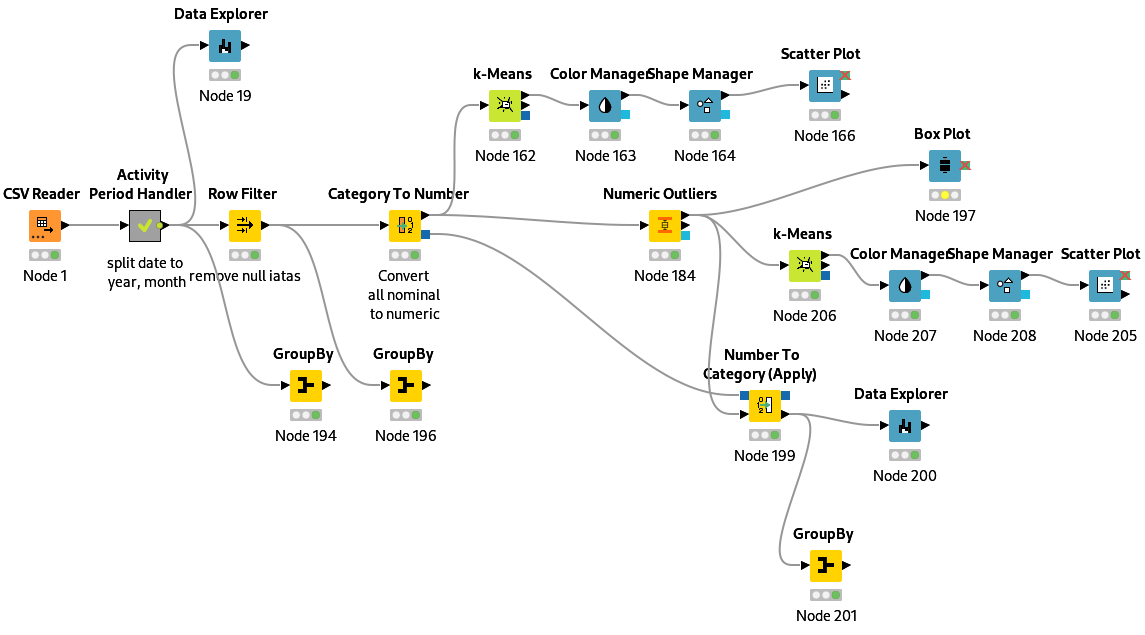 Data Explorer
Node 19
k-Means
Node 162
Color Manager
Node 163
Shape Manager
Node 164
Scatter Plot
Node 166
Box Plot
Node 197
CSV Reader
Node 1
Activity
Period Handler
split date to
year, month
Row Filter
remove null iatas
Category To Number
Convert
all nominal
to numeric
Numeric Outliers
Node 184
k-Means
Node 206
Color Manager
Node 207
Shape Manager
Node 208
Scatter Plot
Node 205
GroupBy
Node 194
GroupBy
Node 196
Number To
Category (Apply)
Node 199
Data Explorer
Node 200
GroupBy
Node 201